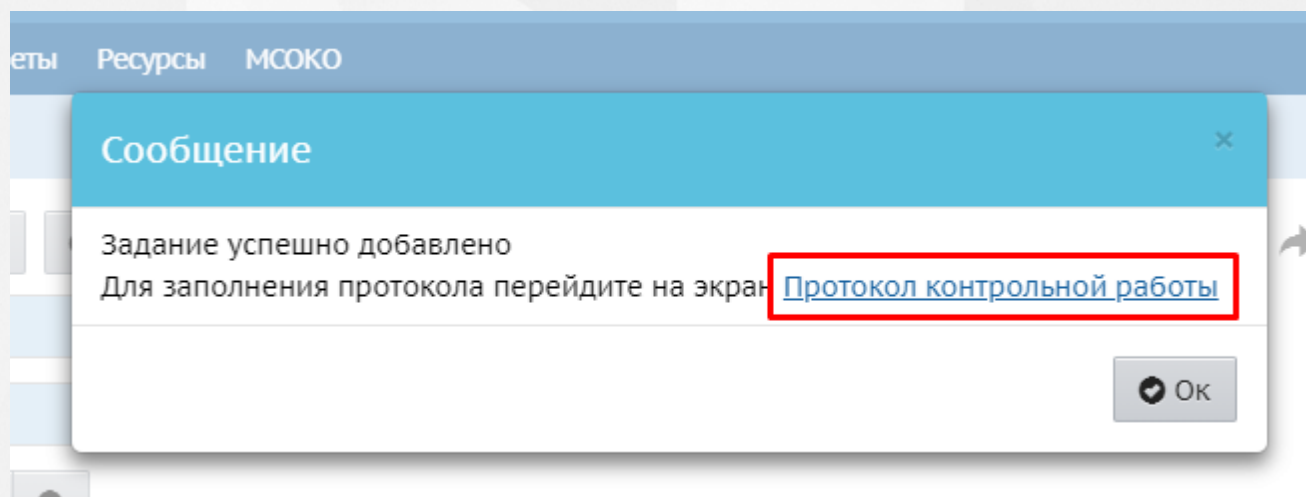 еты Ресурсы МСОКО
Сообщение
Задание успешно добавлено
Для заполнения протокола перейдите на экран Протокол контрольной работы
Ок